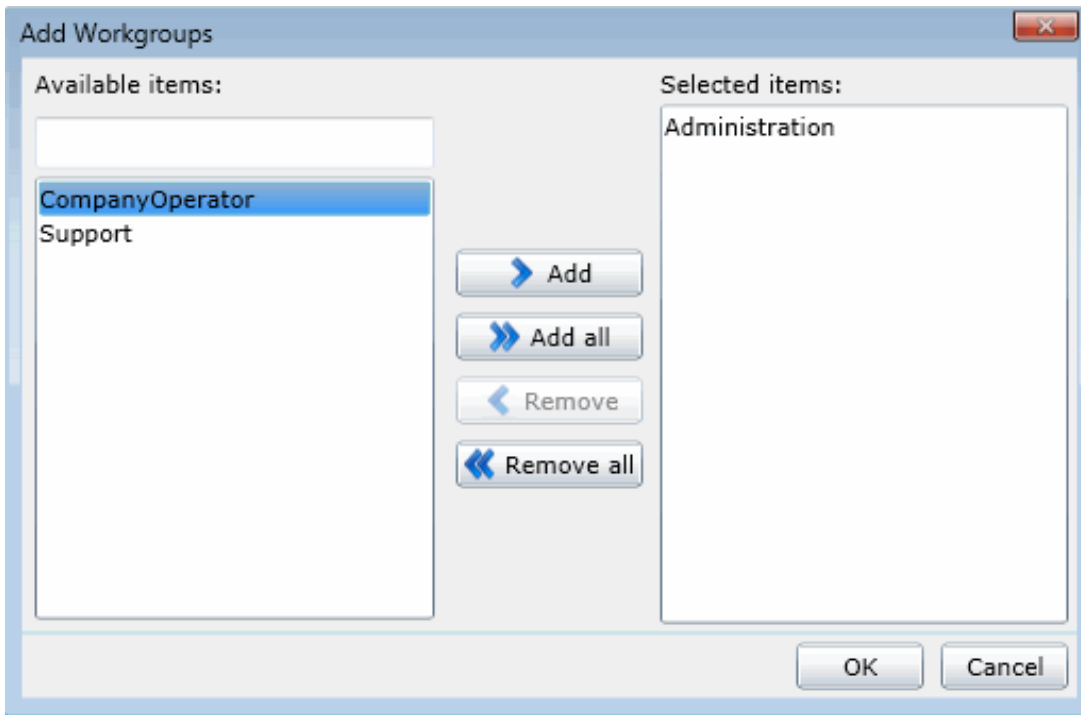 Add Workgroups
Available items:
CompanyOperator
Support
Add
Add all
Remove
Remove all
Selected items:
Administration
OK
Cancel